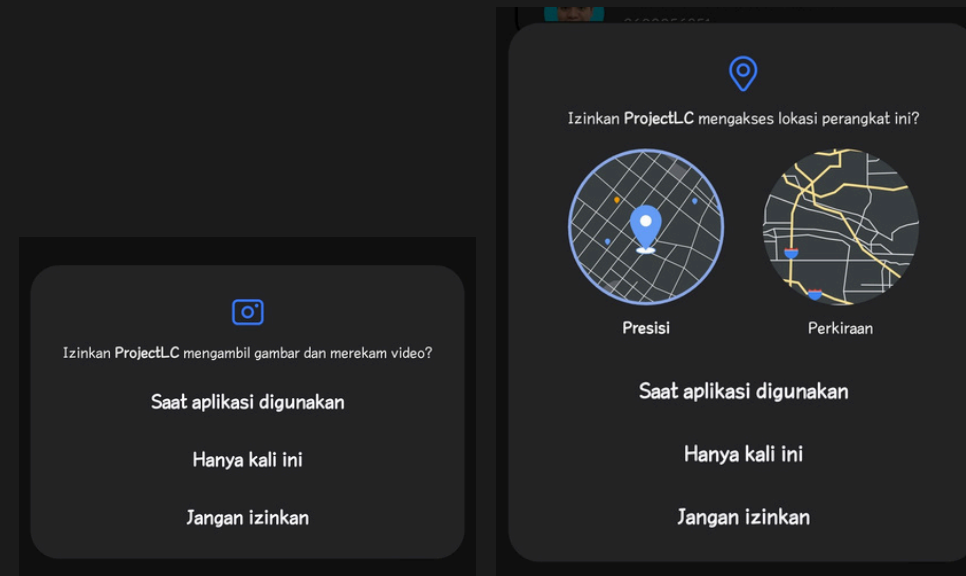 Izinkan ProjectLC mengambil gambar dan merekam video?
Saat aplikasi digunakan
Hanya kali ini
Jangan izinkan
Izinkan ProjectLC mengakses lokasi perangkat ini?
Presisi
Perkiraan
Saat aplikasi digunakan
Hanya kali ini
Jangan izinkan